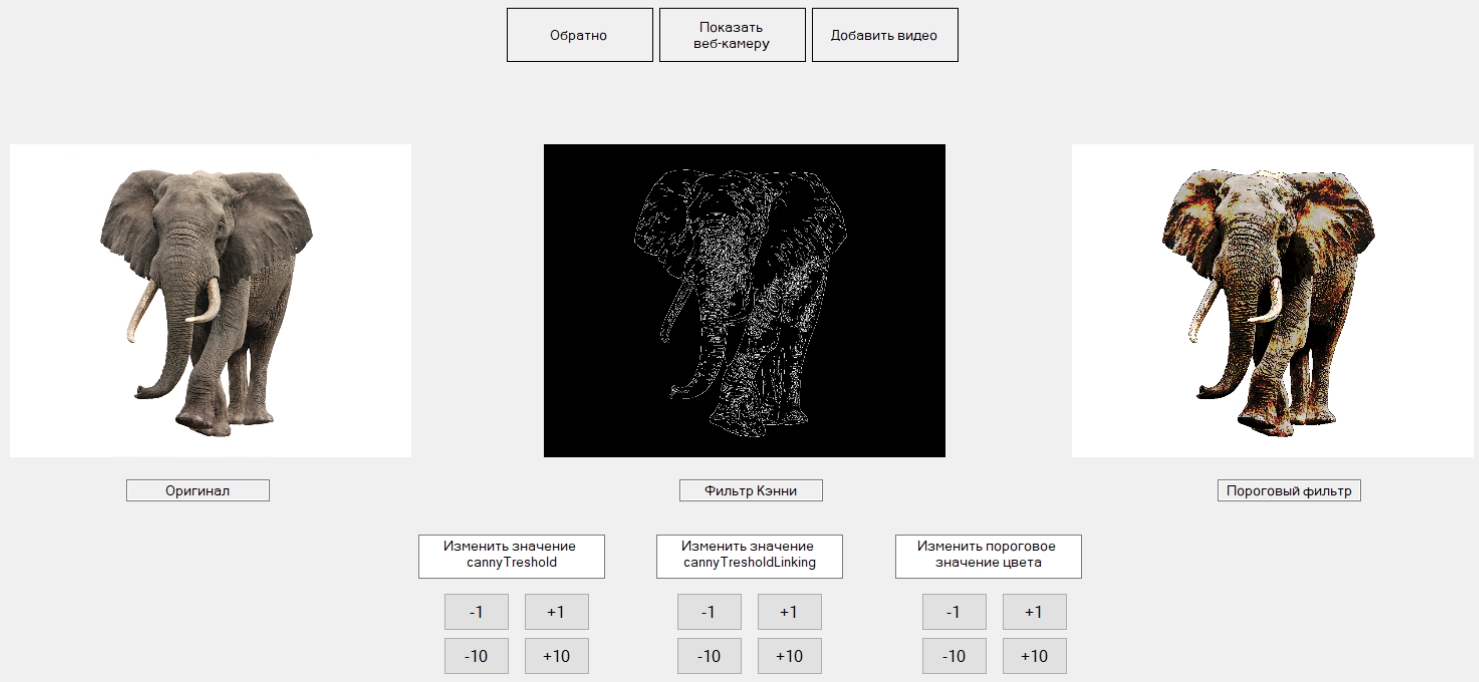 Обратно
Показать
веб-камеру
Добавить видео
Оригинал
Фильтр Кэнни
Пороговый фильтр
Изменить значение
cannyTreshold
Изменить значение
cannyTresholdLinking
Изменить пороговое
значение цвета
-1 +1 -1 +1 -1 +1
-10 +10 -10 +10 -10 +10